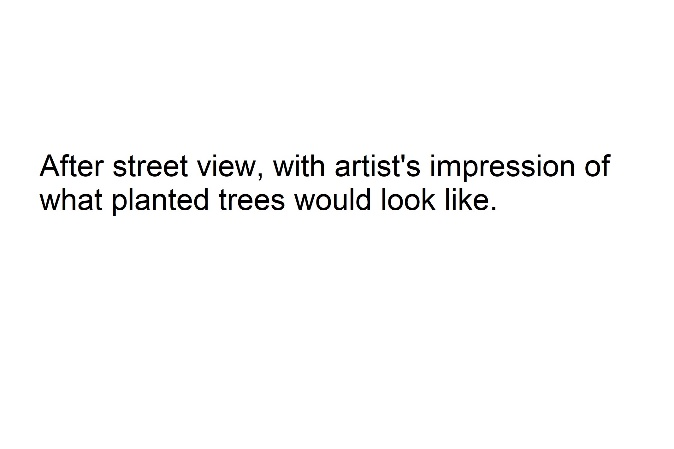 After street view, with artist's impression of
what planted trees would look like.